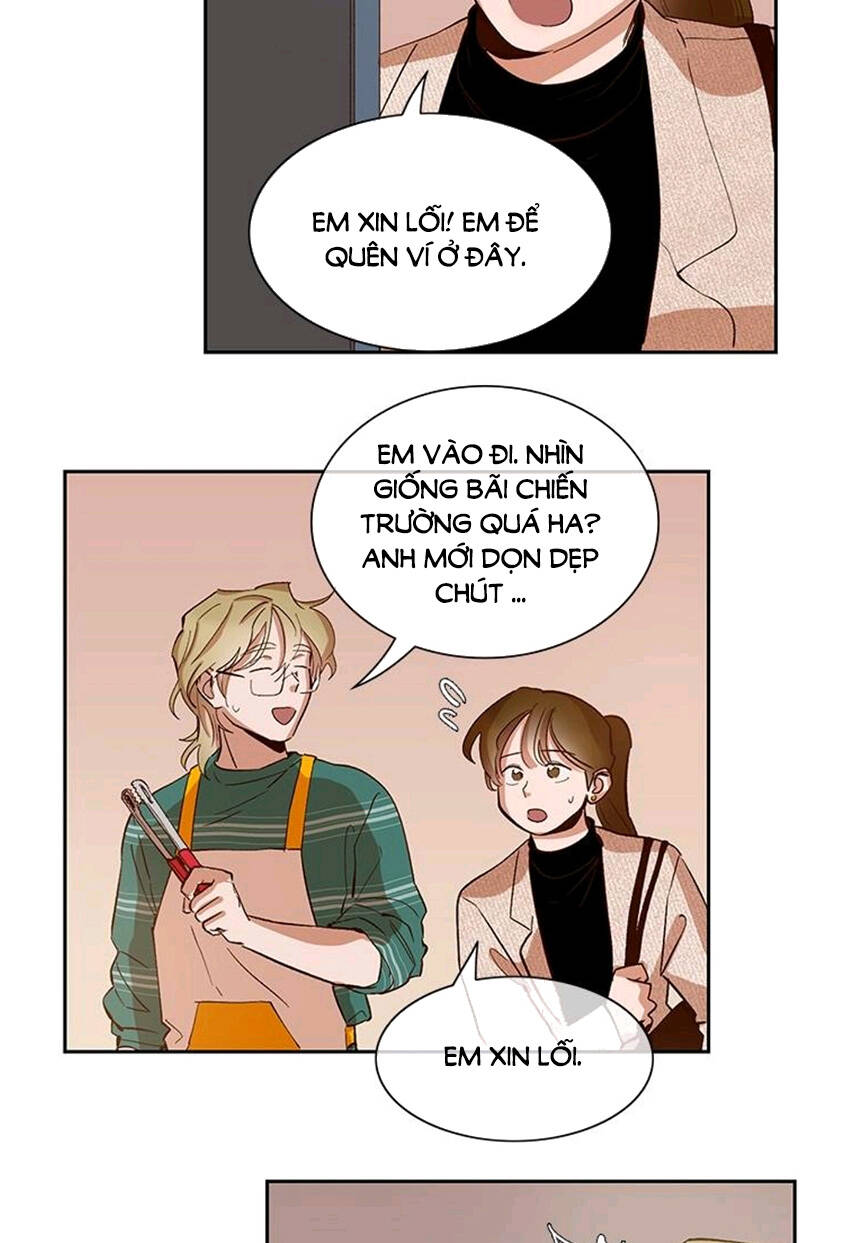 EM XIN LỖI! EM ĐỂ
QUÊN VÍ Ở ĐÂY.
EM VÀO ĐI. NHÌN
GIỐNG BÃI CHIẾN
TRƯỜNG QUÁ HA?
ANH MỚI DỌN DẸP
CHÚT ...
EM XIN LỖI.